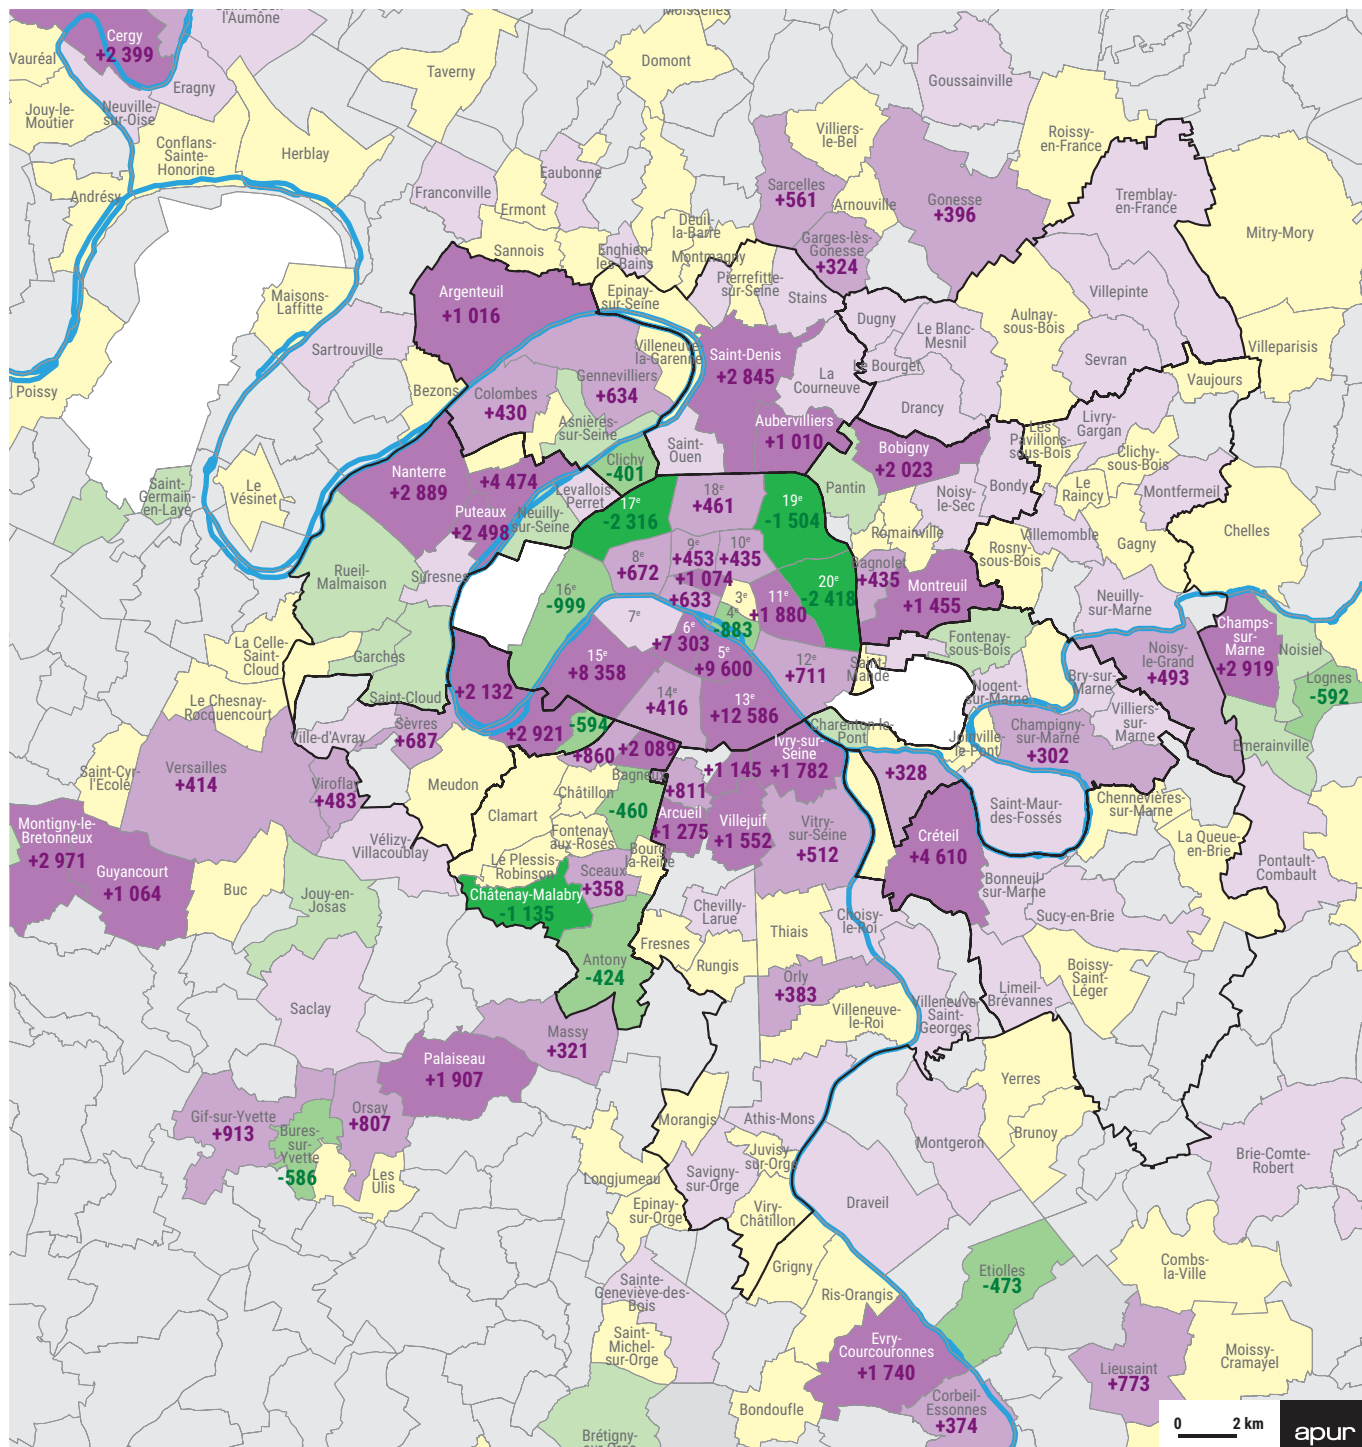 Saint-Ouen
l'Aumône
Moisselles
Cergy
+2 399
Vauréal
Eragny
Taverny
Domont
Goussainville
Jouy-le-
Moutier
Neuville-
sur-Oise
Conflans-
Sainte-
Honorine
Herblay
Villiers-
le-Bel
Roissy-
en-France
Andrésy
Franconville
Eaubonne
Ermont
Sarcelles
+561
Arnouville
Gonesse
+396
Tremblay-
en-France
Mitry-Mory
Deuil-
la-Barre
Sannois
Enghien-
les-Bains
Montmagny
Garges-lès-
Gonesse
+324
Maisons-
Laffitte
Argenteuil
+1 016
Epinay-
sur-Seine
Pierrefitte-
sur-Seine
Stains
Dugny
Le Blanc-
Mesnil
Aulnay-
sous-Bois
Villepinte
Sartrouville
Villeneuve-
la-Garenne
Saint-Denis
+2 845
La
Courneuve
Le Bourget
Sevran
Villeparisis
Poissy
Bezons
Colombes
+430
Gennevilliers
+634
Drancy
Vaujours
Asnières-
sur-Seine
Aubervilliers
+1 010
Livry-
Gargan
Les
Pavillons-
sous-Bois
Clichy-
sous-Bois
Saint-
Ouen
Bobigny
+2 023
Nanterre
+2 889
+4 474
Clichy
-401
Saint-
Germain-
en-Laye
Le
Vésinet
Levallois-
Perret
Pantin
Noisy-
le-Sec
Bondy
Le
Raincy
Montfermeil
Puteaux
+2 498
Neuilly-
sur-Seine
17e
-2 316
18e
+461
19e
-1 504
Romainville
Villemomble
Gagny
Chelles
Rosny-
sous-Bois
Rueil-
Malmaison
Suresnes
16e
-999
8e
+672
9e
+453
10e
+435
+1 074
+633
3e
4e
-883
11e
+1 880
20e
-2 418
Bagnolet
+435
Montreuil
+1 455
Neuilly-
sur-Marne
7e
6e
+7 303
La Celle-
Saint-
Cloud
Garches
Saint-Cloud
+2 132
15e
+8 358
5e
+9 600
12e
+711
Saint-
Mandé
Fontenay-
sous-Bois
Champs-
sur-
Marne
+2 919
Noisiel
Noisy-
le-Grand
+493
Lognes
-592
Le Chesnay-
Rocquencourt
14e
+416
13e
+12 586
Nogent-
sur-Marne
Bry-sur-
Marne
Villiers-
sur-
Marne
Ville-d'Avray
Sèvres
+687
+2 921
-594
+860
+2 089
Charenton-le-
Pont
Joinville-
le-Pont
Champigny-
sur-Marne
+302
Emerainville
Saint-Cyr-
l'Ecole
Versailles
+414
Viroflay
+483
Meudon
Bagneux
-460
Châtillon
+811
+1 145
Ivry-sur-
Seine
+1 782
+328
Saint-Maur-
des-Fossés
Chennevières-
sur-Marne
Clamart
Montigny-le-
Bretonneux
+2 971
Vélizy-
Villacoublay
Fontenay-
aux-Roses
Arcueil
+1 275
Villejuif
+1 552
Vitry-
sur-Seine
+512
Créteil
+4 610
La Queue-
en-Brie
Guyancourt
+1 064
Le Plessis-
Robinson
Bourg-
la-Reine
Sceaux
+358
Pontault-
Combault
Buc
Jouy-en-
Josas
Châtenay-Malabry
-1 135
Bonneuil-
sur-Marne
Chevilly-
Larue
Choisy-
le-Roi
Sucy-en-Brie
Thiais
Fresnes
Antony
-424
Rungis
Orly
+383
Boissy-
Saint-
Léger
Limeil-
Brévannes
Saclay
Villeneuve-
le-Roi
Villeneuve-
Saint-
Georges
Massy
+321
Palaiseau
+1 907
Yerres
Gif-sur-Yvette
+913
Orsay
+807
Morangis
Athis-Mons
Brunoy
Bures-
sur-
Yvette
-586
Montgeron
Les
Ulis
Juvisy-
sur-Orge
Brie-Comte-
Robert
Longjumeau
Savigny-
sur-Orge
Draveil
Epinay-
sur-Orge
Viry-
Châtillon
Grigny
Etiolles
-473
Combs-
la-Ville
Sainte-
Geneviève-des-
Bois
Ris-Orangis
Saint-
Michel-
sur-Orge
Evry-
Courcouronnes
+1 740
Moissy-
Cramayel
Lieusaint
+773
Corbeil-
Essonnes
+374
Bondoufle
Brétigny-
sur-Orge
0 2 km
apur